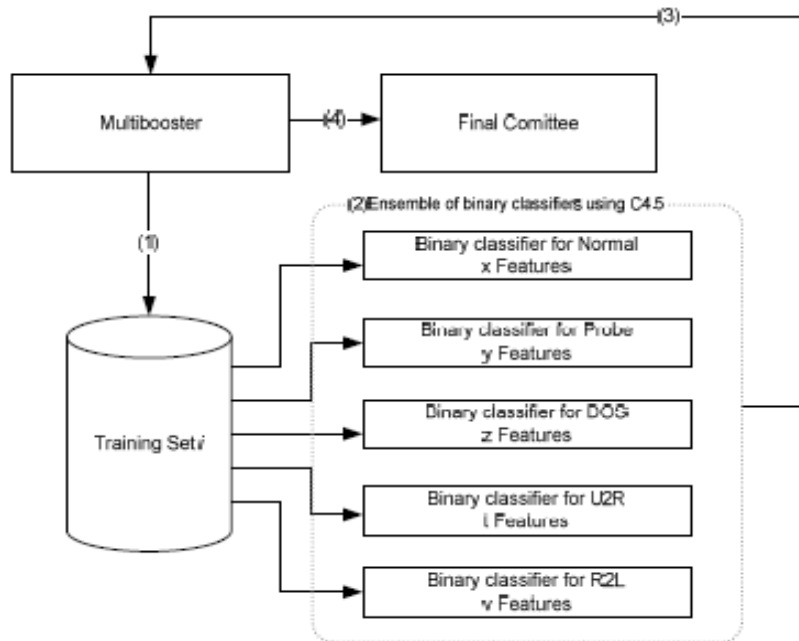 (3)
Multibooster
(4)
Final Comittee
(1)
(2)Ensemble of binary classifiers using C4.5
Binary classifier for Normal
x Features
Binary classifier for Probe
y Features
Training Set i
Binary classifier for DOS
z Features
Binary classifier for U2R
t Features
Binary classifier for R2L
v Features